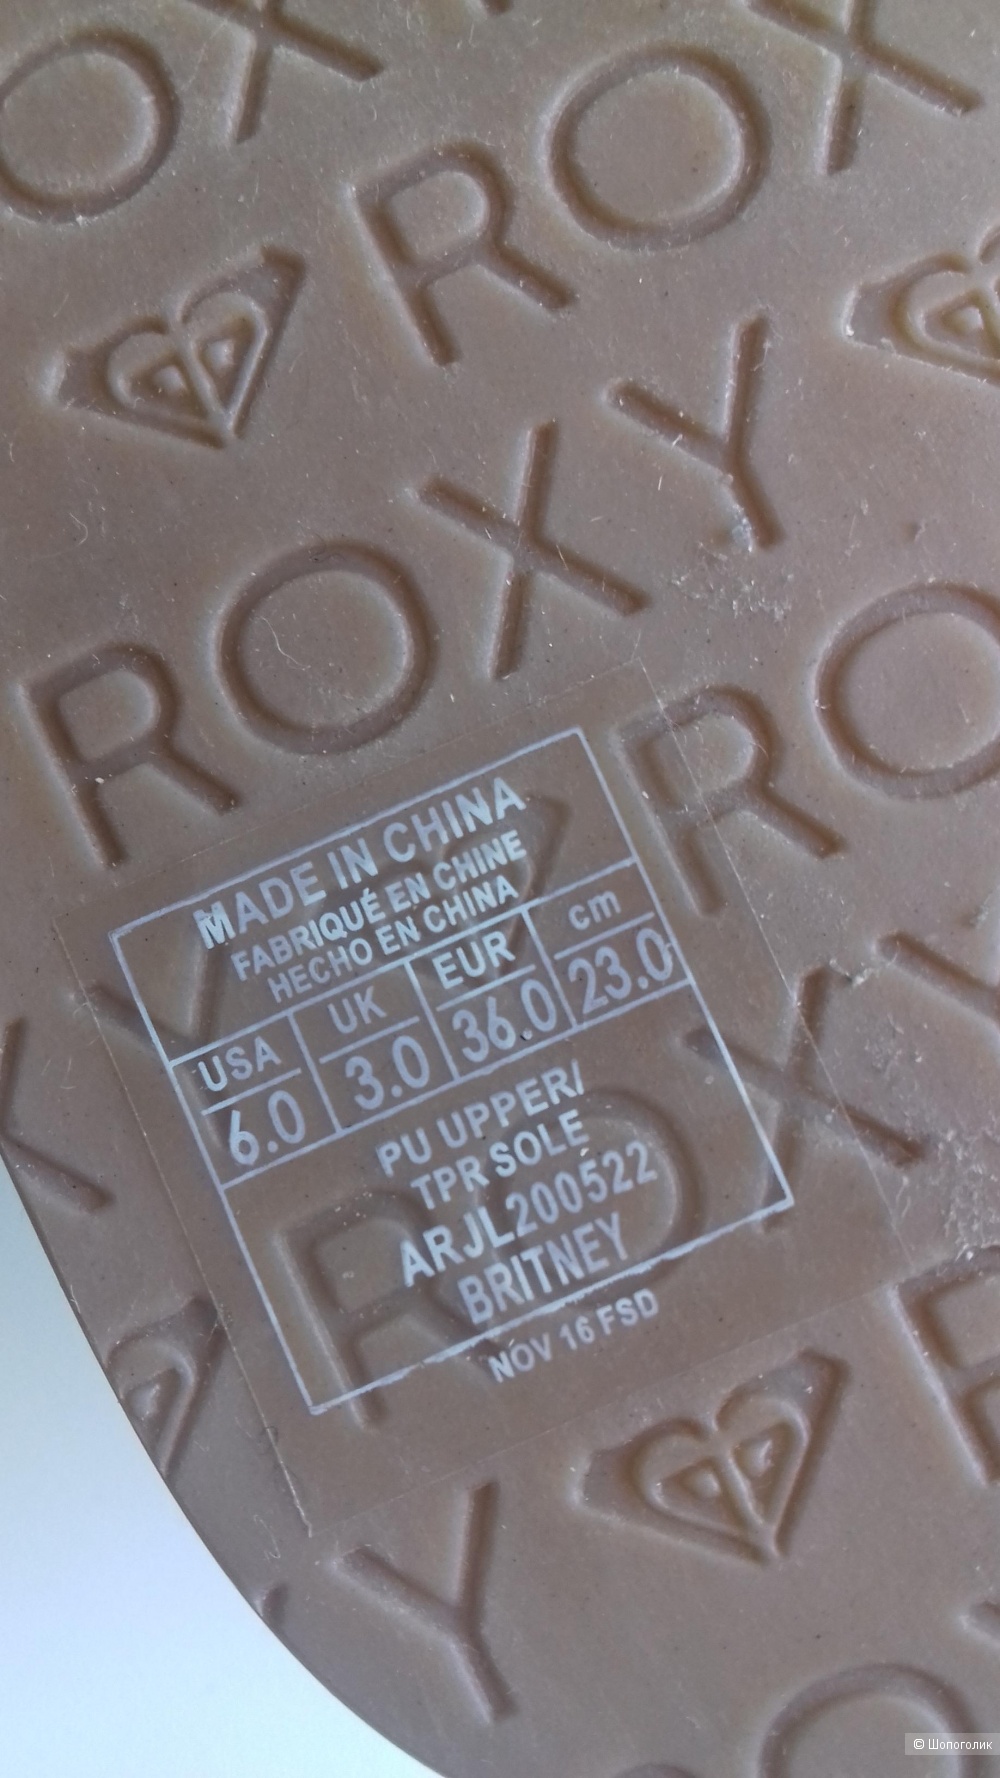 ROXY
ROXY
ROXY
MADE IN CHINA
FABRIQUÉ EN CHINE
HECHO EN CHINA
USA UK EUR cm
6.0 3.0 36.0 23.0
PU UPPER/
TPR SOLE
ARJL200522
BRITNEY
NOV 16 FSD
ROXY
© Шопоголик